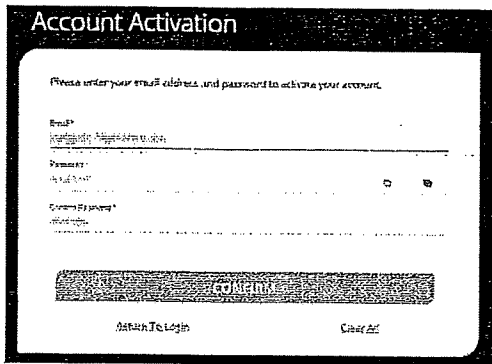 Account Activation
Please enter your email address and password to activate your account.
Email*
Password*
Confirm Password*
CONFIRM
Return To Login
Clear All